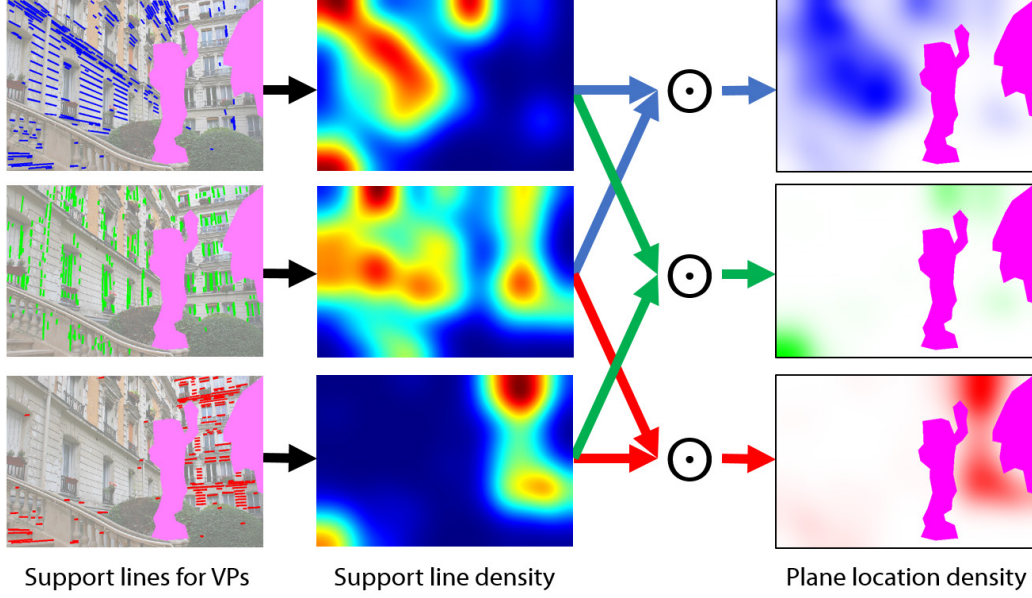 Support lines for VPs
Support line density
Plane location density